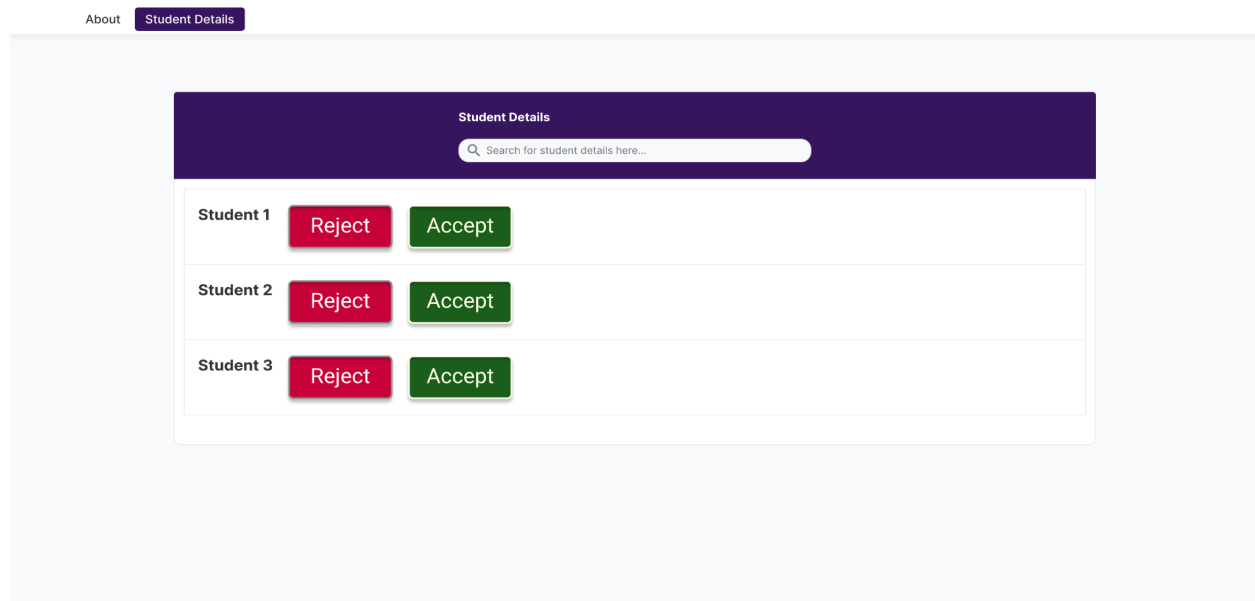 About Student Details
Student Details
Search for student details here...
Student 1 Reject Accept
Student 2 Reject Accept
Student 3 Reject Accept